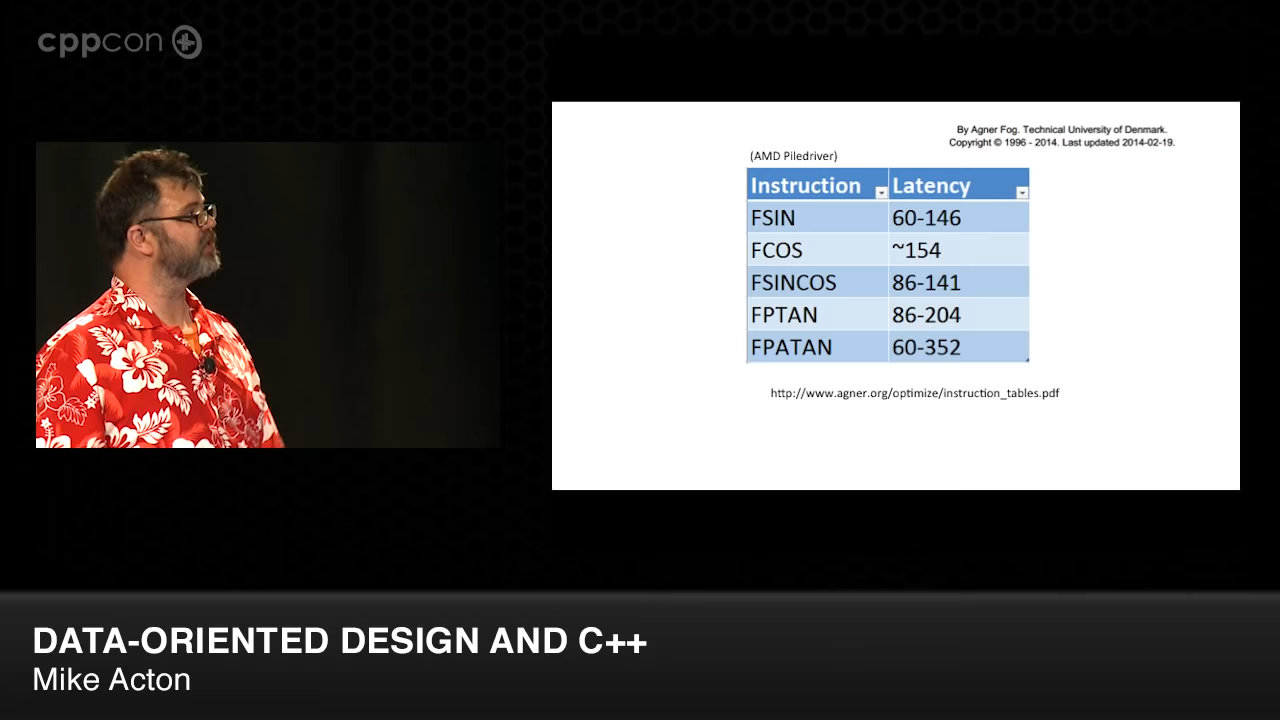 cppcon
By Agner Fog. Technical University of Denmark.
Copyright © 1996 - 2014. Last updated 2014-02-19.
(AMD Piledriver)
Instruction Latency
FSIN 60-146
FCOS ~154
FSINCOS 86-141
FPTAN 86-204
FPATAN 60-352
http://www.agner.org/optimize/instruction_tables.pdf
DATA-ORIENTED DESIGN AND C++
Mike Acton